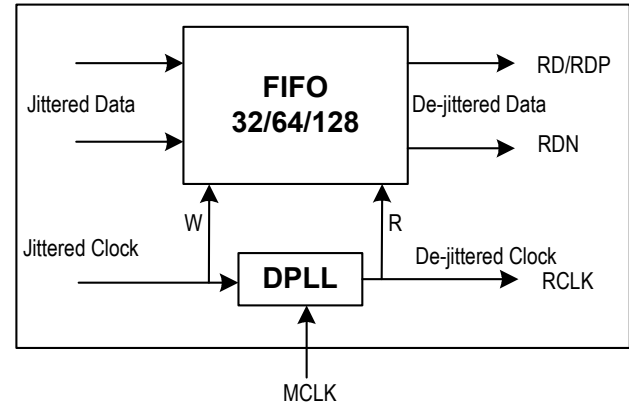 FIFO
32/64/128
Jittered Data
De-jittered Data
RD/RDP
RDN
W
R
Jittered Clock
DPLL
De-jittered Clock
RCLK
MCLK